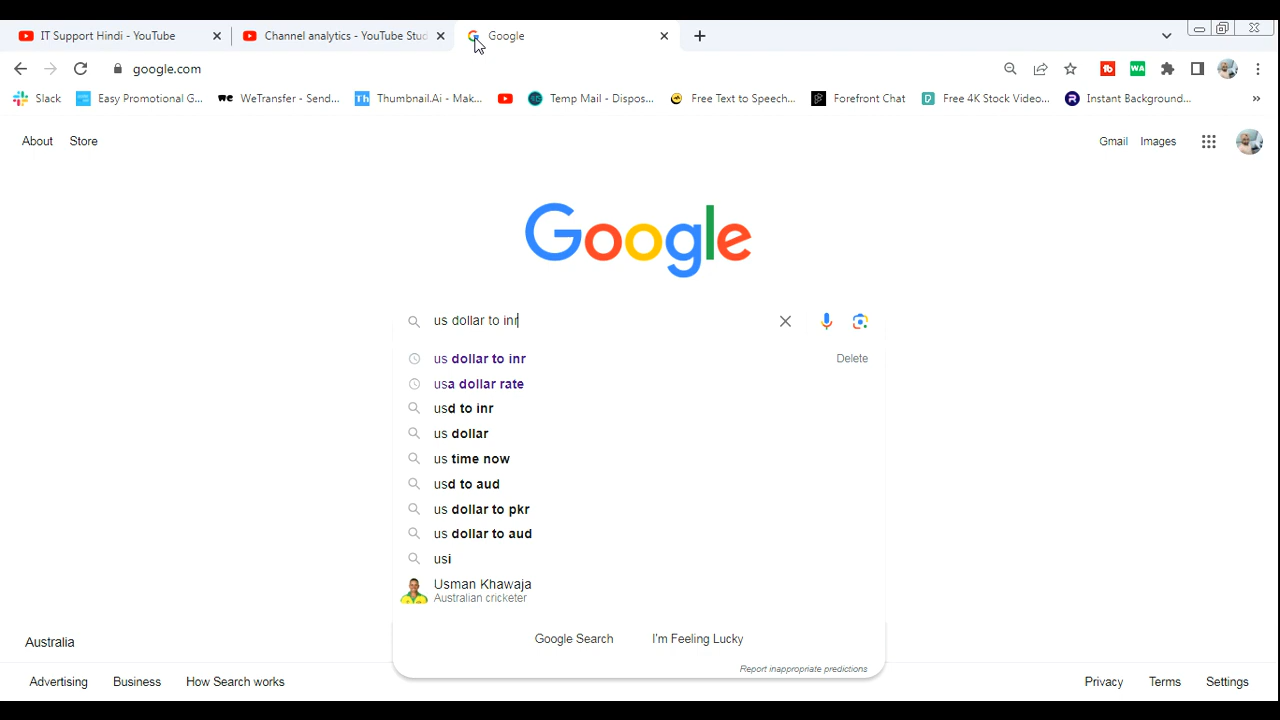 IT Support Hindi - YouTube
Channel analytics - YouTube Stud
Google
google.com
Slack
Easy Promotional G...
WeTransfer - Send...
Thumbnail.Ai - Mak...
Temp Mail - Dispos...
Free Text to Speech...
Forefront Chat
Free 4K Stock Video...
Instant Background...
About Store
Gmail Images
Google
us dollar to inr
us dollar to inr Delete
usa dollar rate
usd to inr
us dollar
us time now
usd to aud
us dollar to pkr
us dollar to aud
usi
Usman Khawaja
Australian cricketer
Google Search I'm Feeling Lucky
Report inappropriate predictions
Australia
Advertising Business How Search works
Privacy Terms Settings